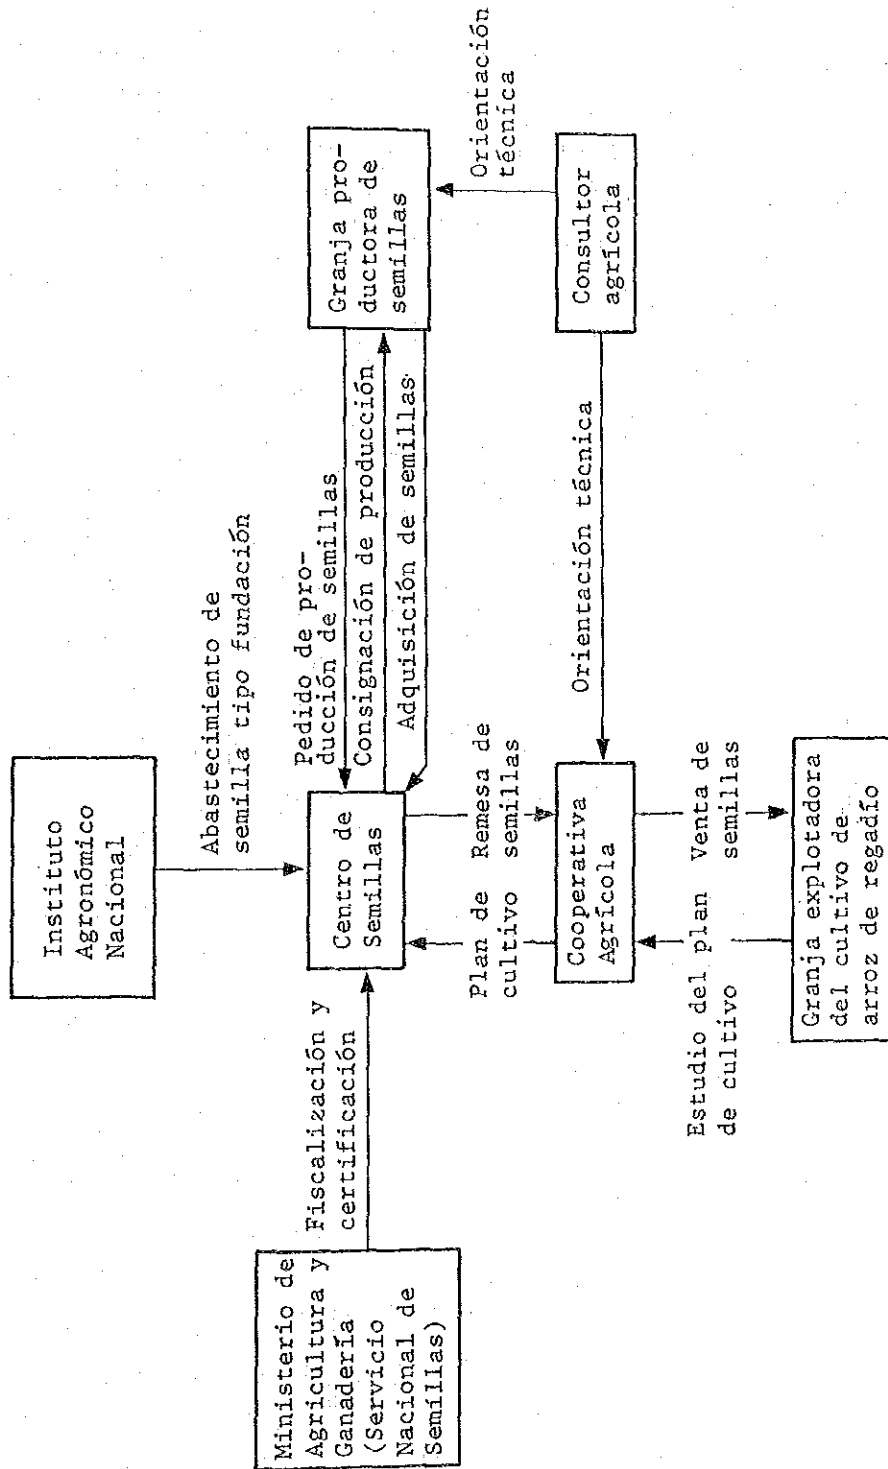 Instituto
Agronómico
Nacional
Abastecimiento de
semilla tipo fundación
Ministerio de
Agricultura y
Ganadería
(Servicio
Nacional de
Semillas)
Fiscalización y
certificación
Centro de
Semillas
Pedido de pro-
ducción de semillas
Consignación de producción
Adquisición de semillas
Granja pro-
ductora de
semillas
Plan de
cultivo
Remesa de
semillas
Orientación
técnica
Cooperativa
Agrícola
Orientación técnica
Consultor
agrícola
Estudio del plan
de cultivo
Venta de
semillas
Granja explotadora
del cultivo de
arroz de regadío